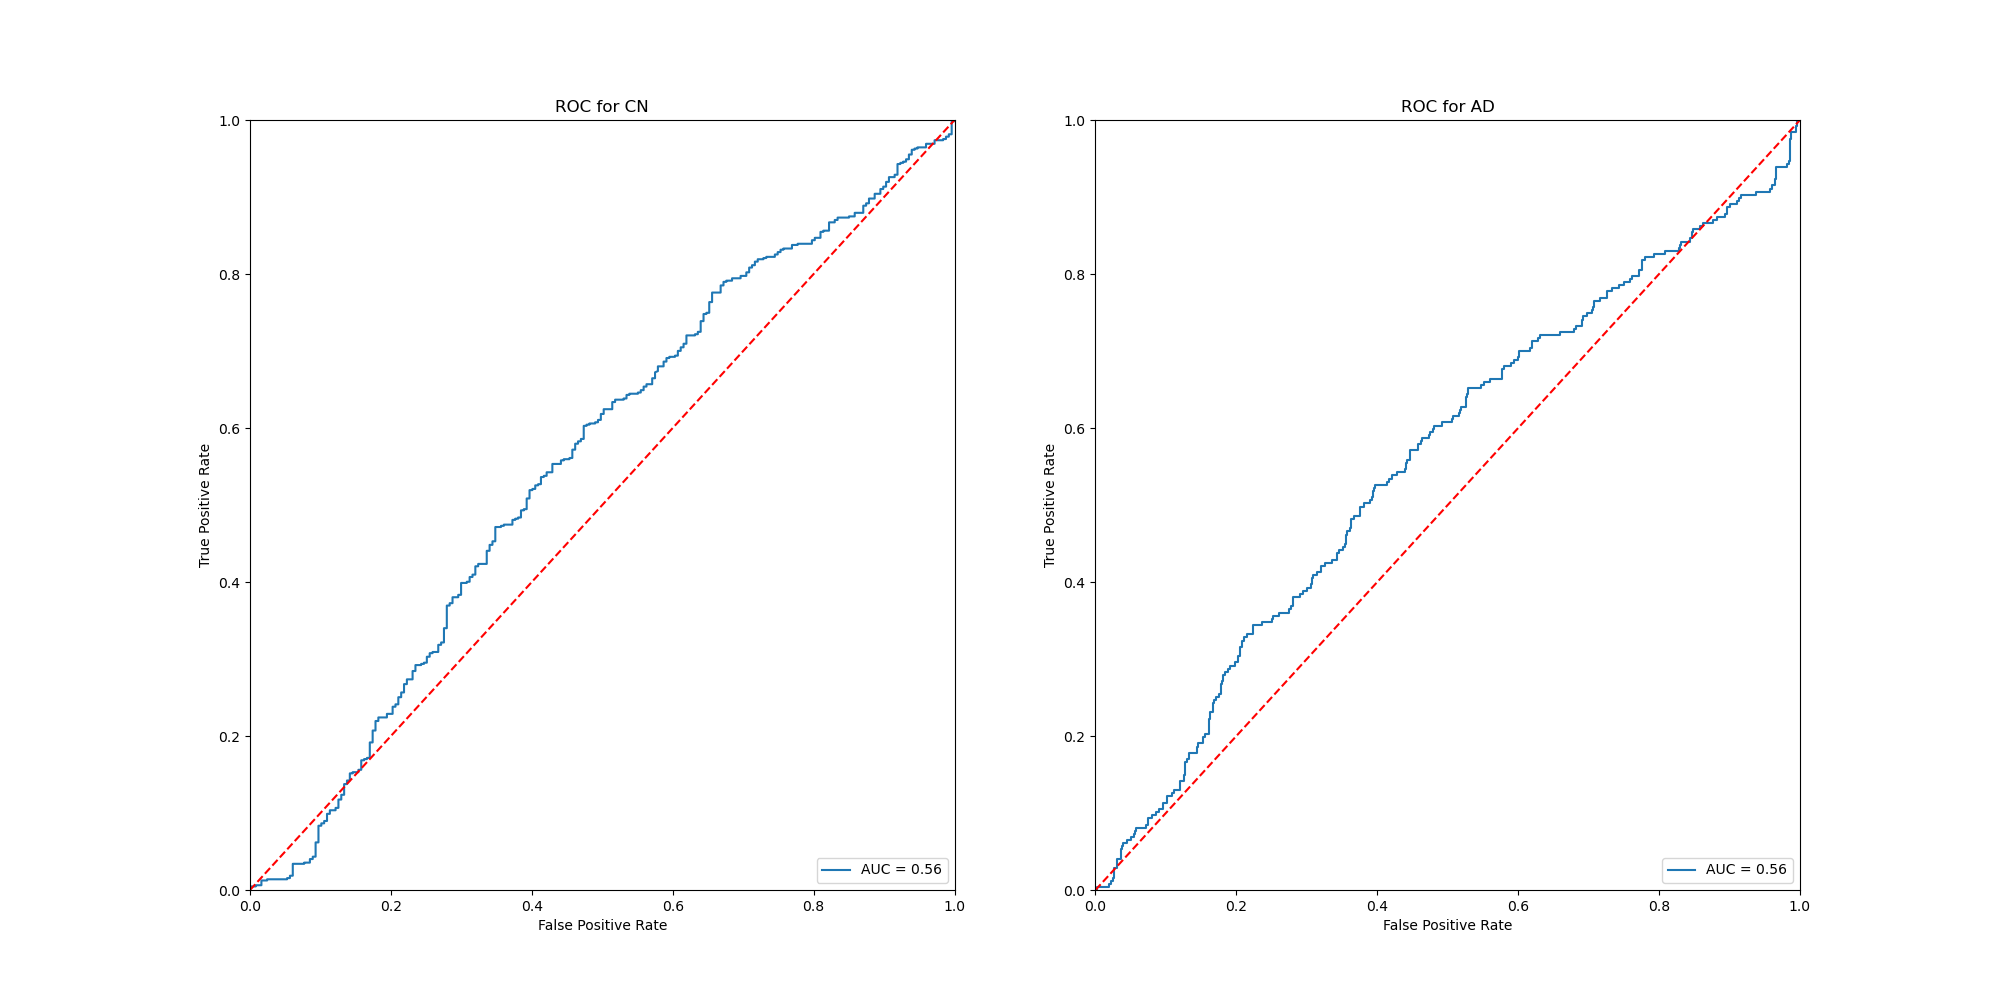 ROC for CN
1.0
0.8
0.6
0.4
0.2
0.0
True Positive Rate
0.0 0.2 0.4 0.6 0.8 1.0
False Positive Rate
AUC = 0.56
ROC for AD
1.0
0.8
0.6
0.4
0.2
0.0
True Positive Rate
0.0 0.2 0.4 0.6 0.8 1.0
False Positive Rate
AUC = 0.56